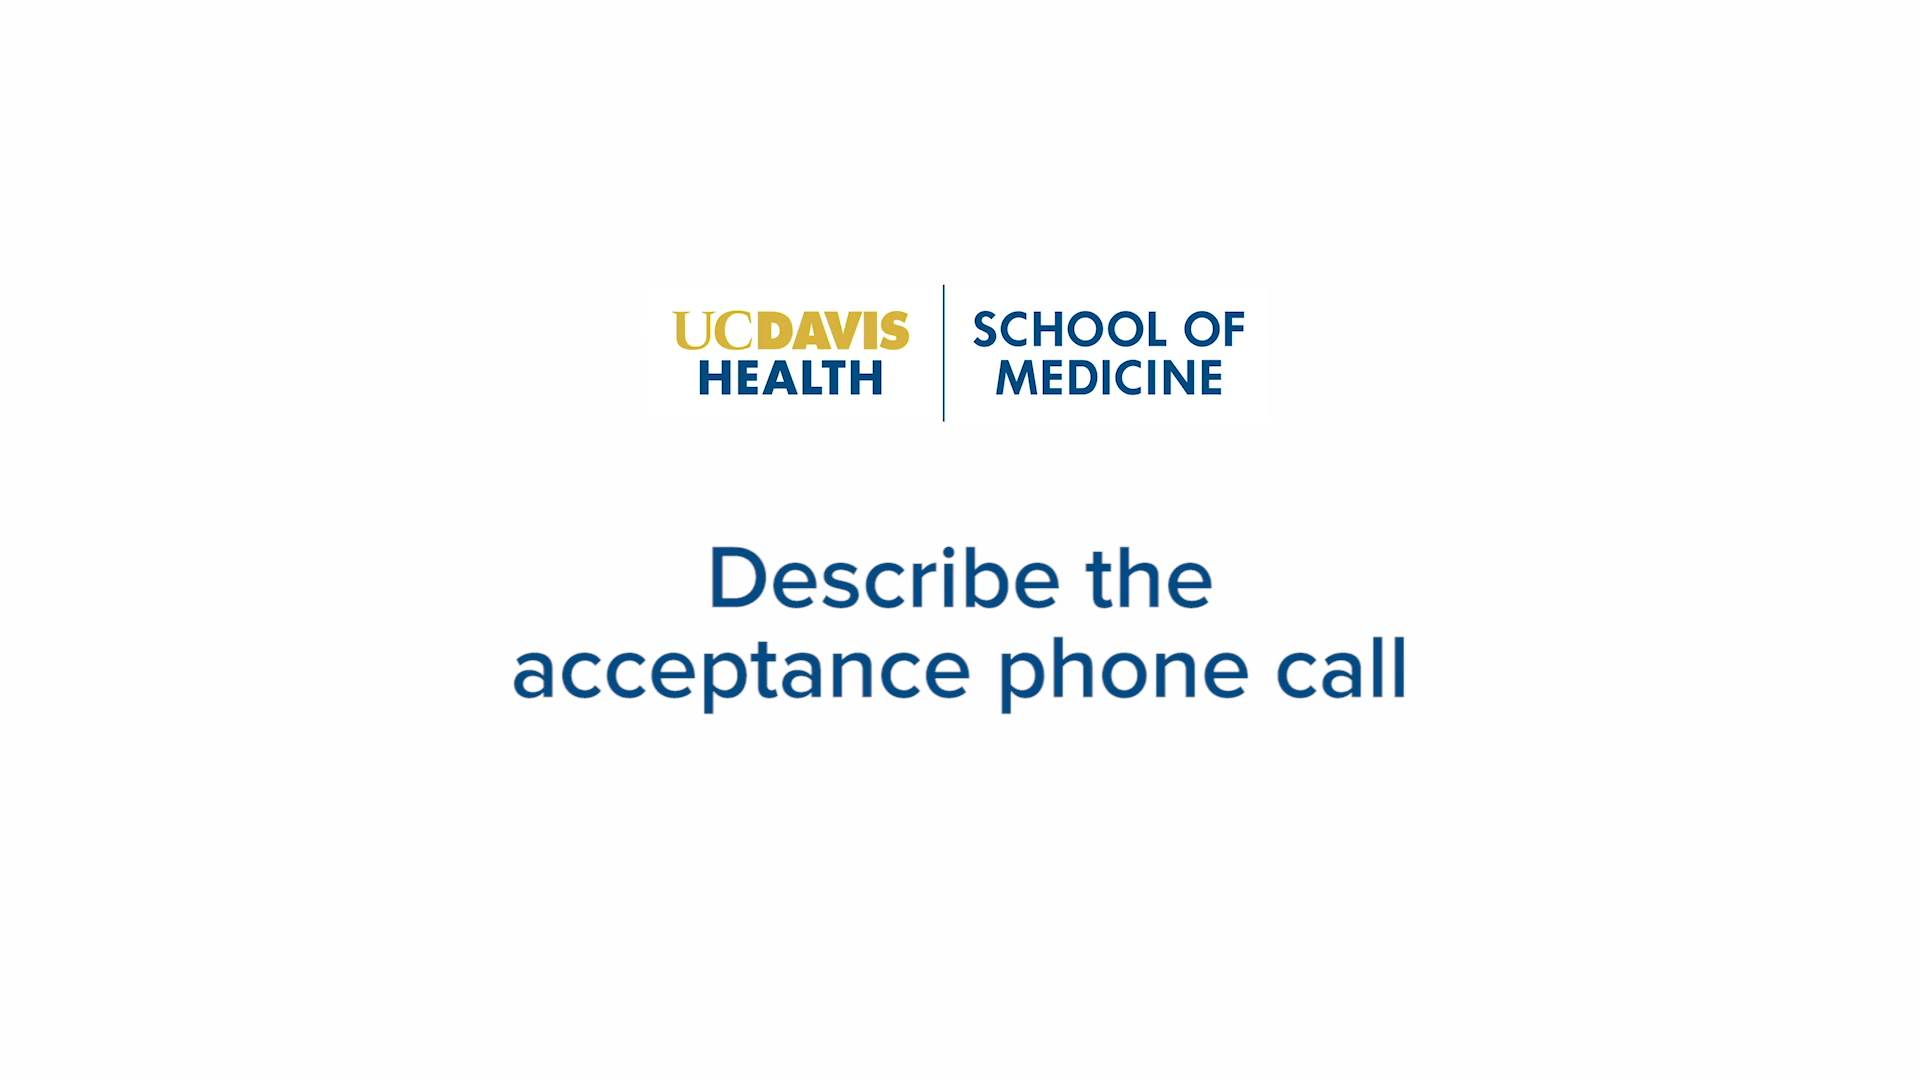 UCDAVIS
HEALTH
SCHOOL OF
MEDICINE
Describe the
acceptance phone call